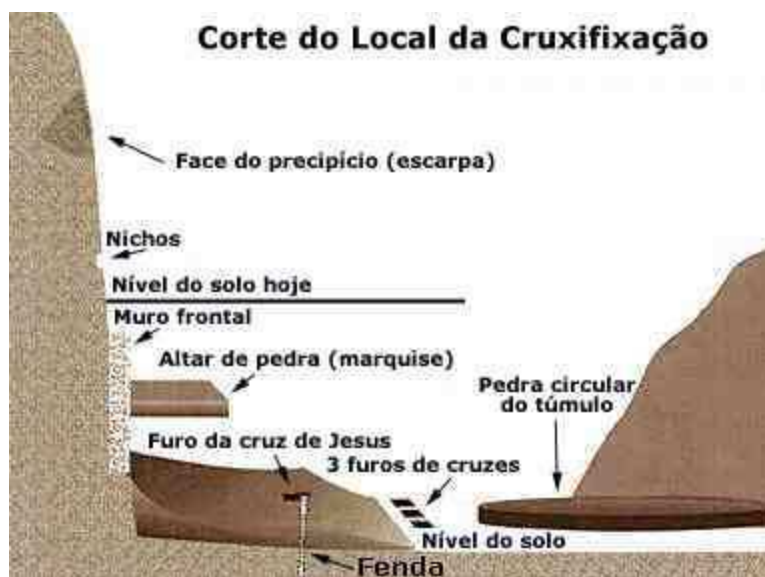 Corte do Local da Cruxifixação
Face do precipício (escarpa)
Nichos
Nível do solo hoje
Muro frontal
Altar de pedra (marquise)
Pedra circular
do túmulo
Furo da cruz de Jesus
3 furos de cruzes
Nível do solo
Fenda